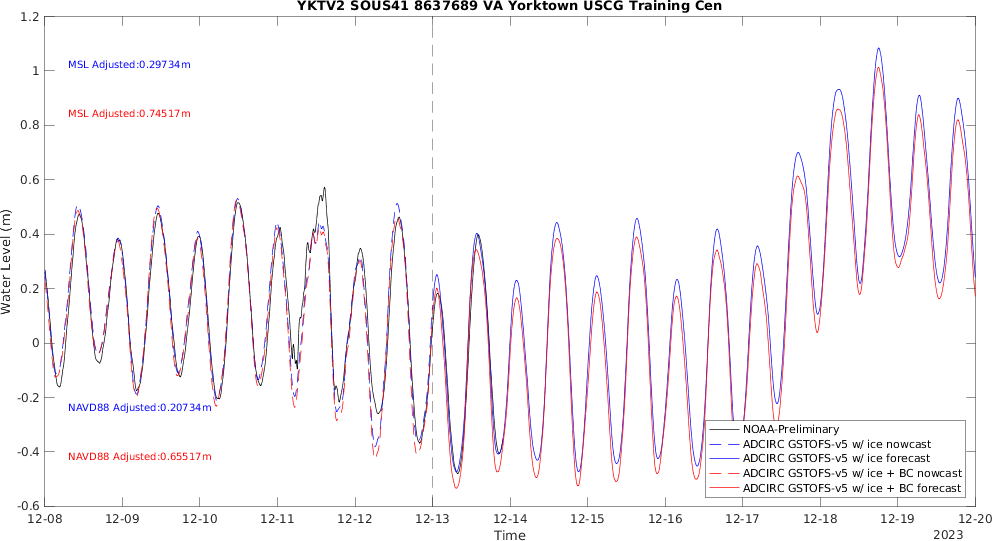 YKTV2 SOUS41 8637689 VA Yorktown USCG Training Cen
1.2
1
0.8
0.6
0.4
0.2
0
-0.2
-0.4
-0.6
Water Level (m)
MSL Adjusted:0.29734m
MSL Adjusted:0.74517m
NAVD88 Adjusted:0.20734m
NAVD88 Adjusted:0.65517m
NOAA-Preliminary
ADCIRC GSTOFS-v5 w/ ice nowcast
ADCIRC GSTOFS-v5 w/ ice forecast
ADCIRC GSTOFS-v5 w/ ice + BC nowcast
ADCIRC GSTOFS-v5 w/ ice + BC forecast
12-08 12-09 12-10 12-11 12-12 12-13 12-14 12-15 12-16 12-17 12-18 12-19 12-20
Time
2023